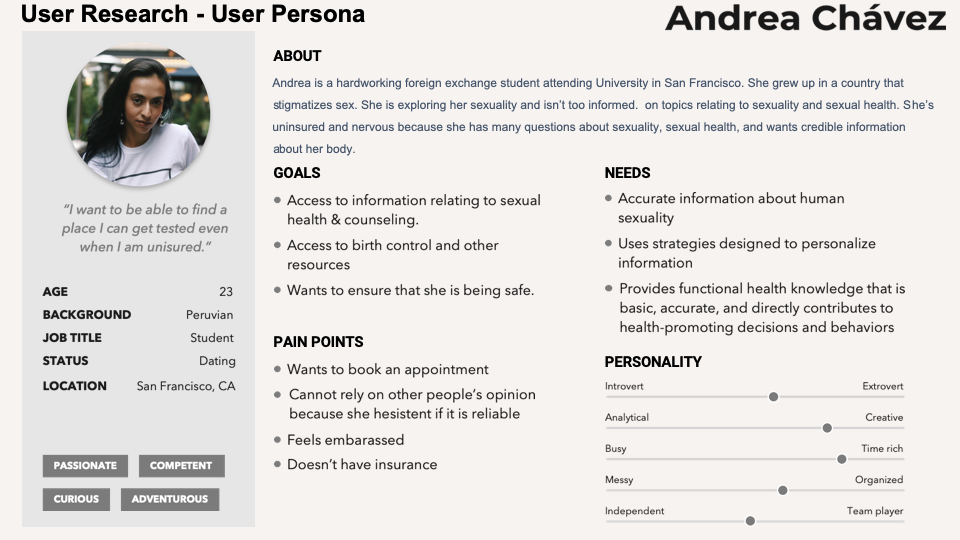 User Research - User Persona
Andrea Chávez
“I want to be able to find a
place I can get tested even
when I am unisured.”
AGE 23
BACKGROUND Peruvian
JOB TITLE Student
STATUS Dating
LOCATION San Francisco, CA
PASSIONATE COMPETENT
CURIOUS ADVENTUROUS
ABOUT
Andrea is a hardworking foreign exchange student attending University in San Francisco. She grew up in a country that
stigmatizes sex. She is exploring her sexuality and isn’t too informed.  on topics relating to sexuality and sexual health. She’s
uninsured and nervous because she has many questions about sexuality, sexual health, and wants credible information
about her body.
GOALS
● Access to information relating to sexual
health & counseling.
● Access to birth control and other
resources
● Wants to ensure that she is being safe.
PAIN POINTS
● Wants to book an appointment
● Cannot rely on other people’s opinion
because she hesistent if it is reliable
● Feels embarassed
● Doesn’t have insurance
NEEDS
● Accurate information about human
sexuality
● Uses strategies designed to personalize
information
● Provides functional health knowledge that is
basic, accurate, and directly contributes to
health-promoting decisions and behaviors
PERSONALITY
Introvert Extrovert
Analytical Creative
Busy Time rich
Messy Organized
Independent Team player